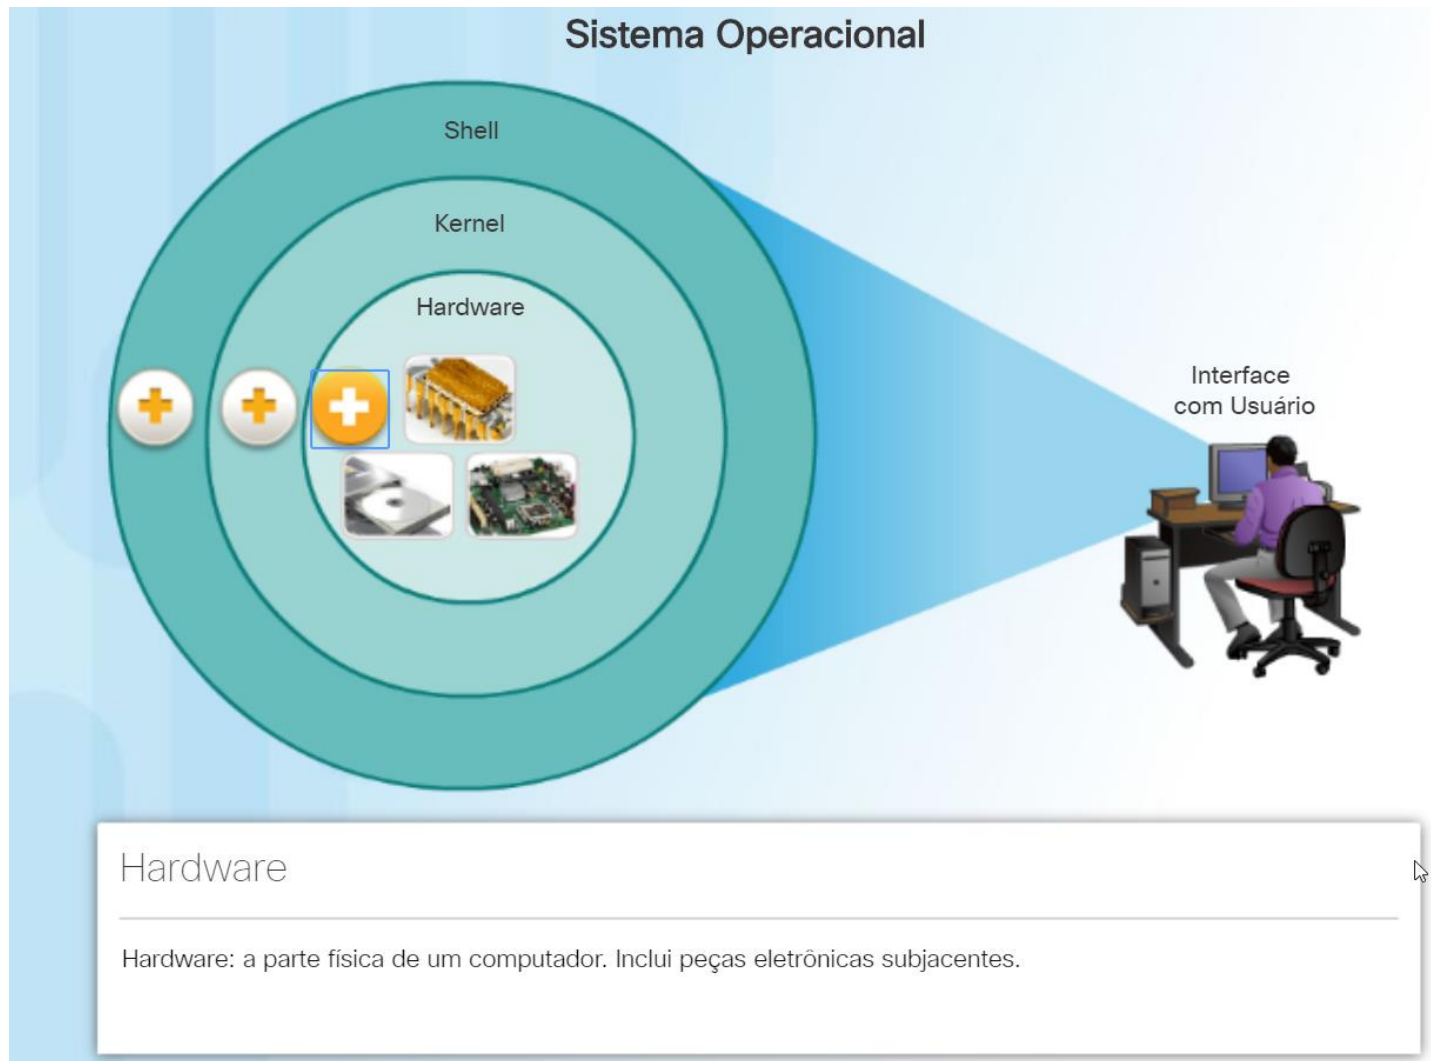 Sistema Operacional
Shell
Kernel
Hardware
Interface
com Usuário
Hardware
Hardware: a parte física de um computador. Inclui peças eletrônicas subjacentes.